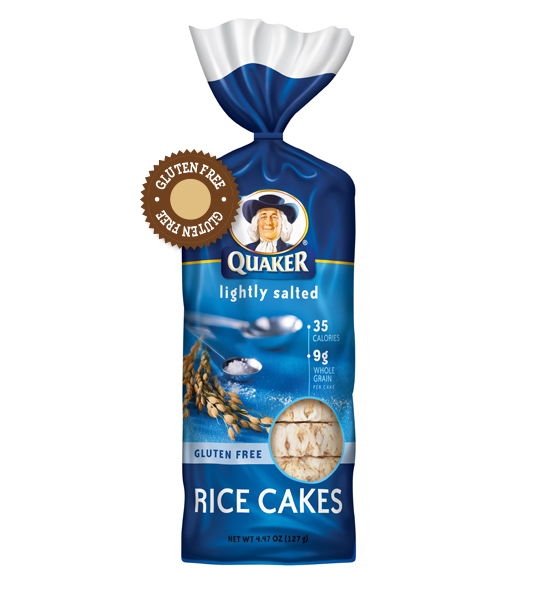 GLUTEN FREE
GLUTEN FREE
QUAKER®
lightly salted
35
CALORIES
9g
WHOLE
GRAIN
PER CAKE
GLUTEN FREE
RICE CAKES
NET WT 4.47 OZ (127 g)